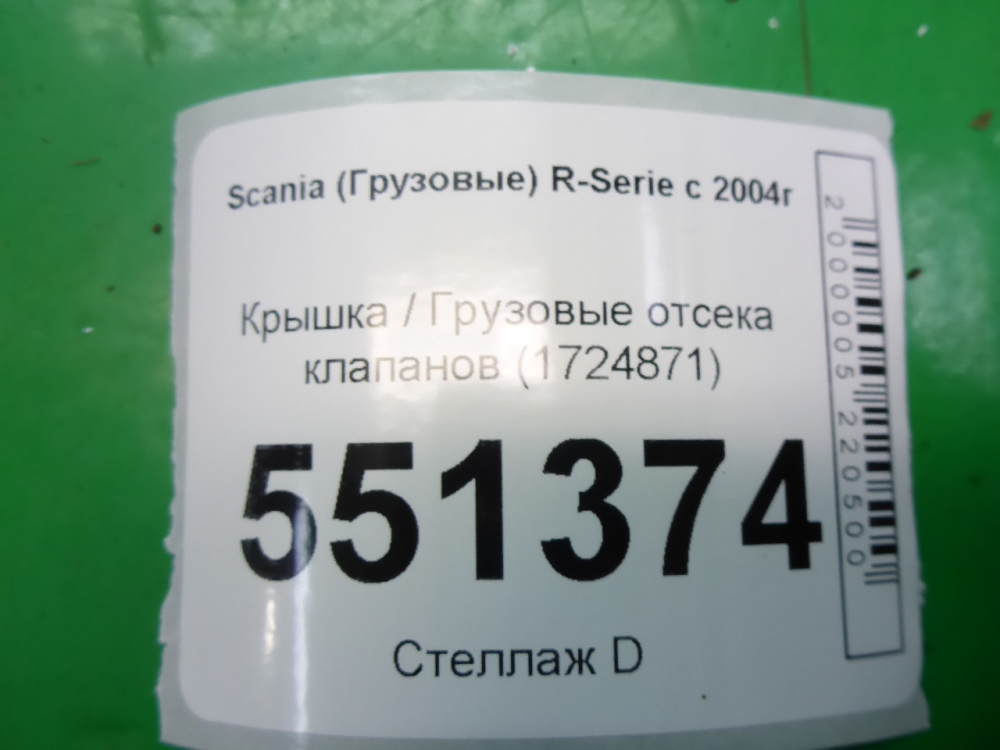 Scania (Грузовые) R-Serie с 2004г
Крышка / Грузовые отсека
клапанов (1724871)
551374
Стеллаж D
2000005220500